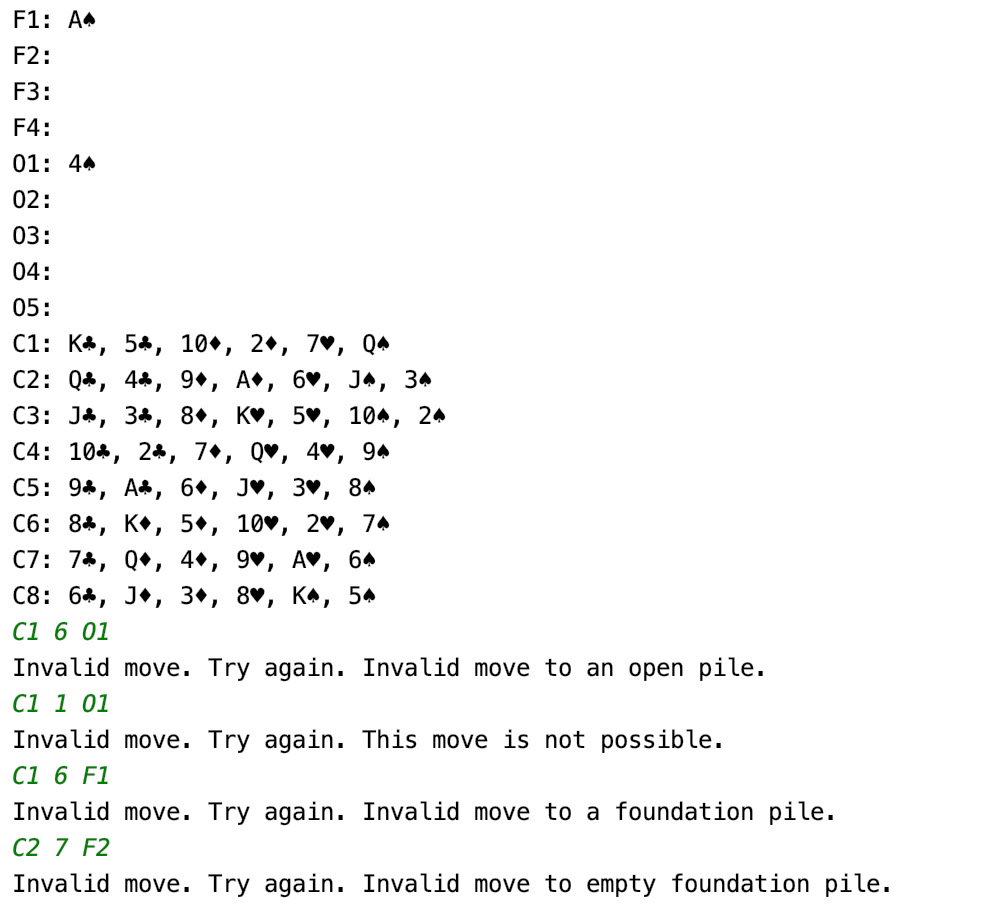 F1: A♠
F2:
F3:
F4:
O1: 4♠
O2:
O3:
O4:
O5:
C1: K♣, 5♣, 10♦, 2♦, 7♥, Q♠
C2: Q♣, 4♣, 9♦, A♦, 6♥, J♠, 3♠
C3: J♣, 3♣, 8♦, K♥, 5♥, 10♠, 2♠
C4: 10♣, 2♣, 7♦, Q♥, 4♥, 9♠
C5: 9♣, A♣, 6♦, J♥, 3♥, 8♠
C6: 8♣, K♦, 5♦, 10♥, 2♥, 7♠
C7: 7♣, Q♦, 4♦, 9♥, A♥, 6♠
C8: 6♣, J♦, 3♦, 8♥, K♠, 5♠
C1 6 O1
Invalid move. Try again. Invalid move to an open pile.
C1 1 O1
Invalid move. Try again. This move is not possible.
C1 6 F1
Invalid move. Try again. Invalid move to a foundation pile.
C2 7 F2
Invalid move. Try again. Invalid move to empty foundation pile.